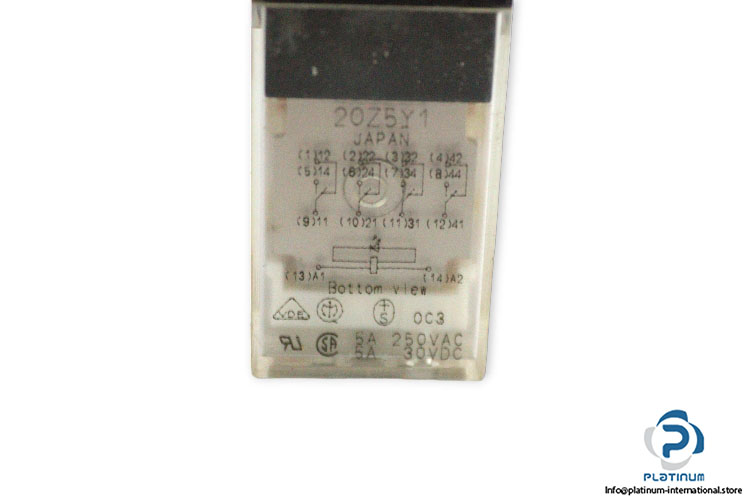 20Z5Y1
JAPAN
(1)12 (2)22 (3)32 (4)42
(5)14 (6)24 (7)34 (8)44
(9)11 (10)21 (11)31 (12)41
(13)A1 (14)A2
Bottom view
VDE S OC3
5A 250VAC
5A 30VDC
PLATINUM
Info@platinum-international.store